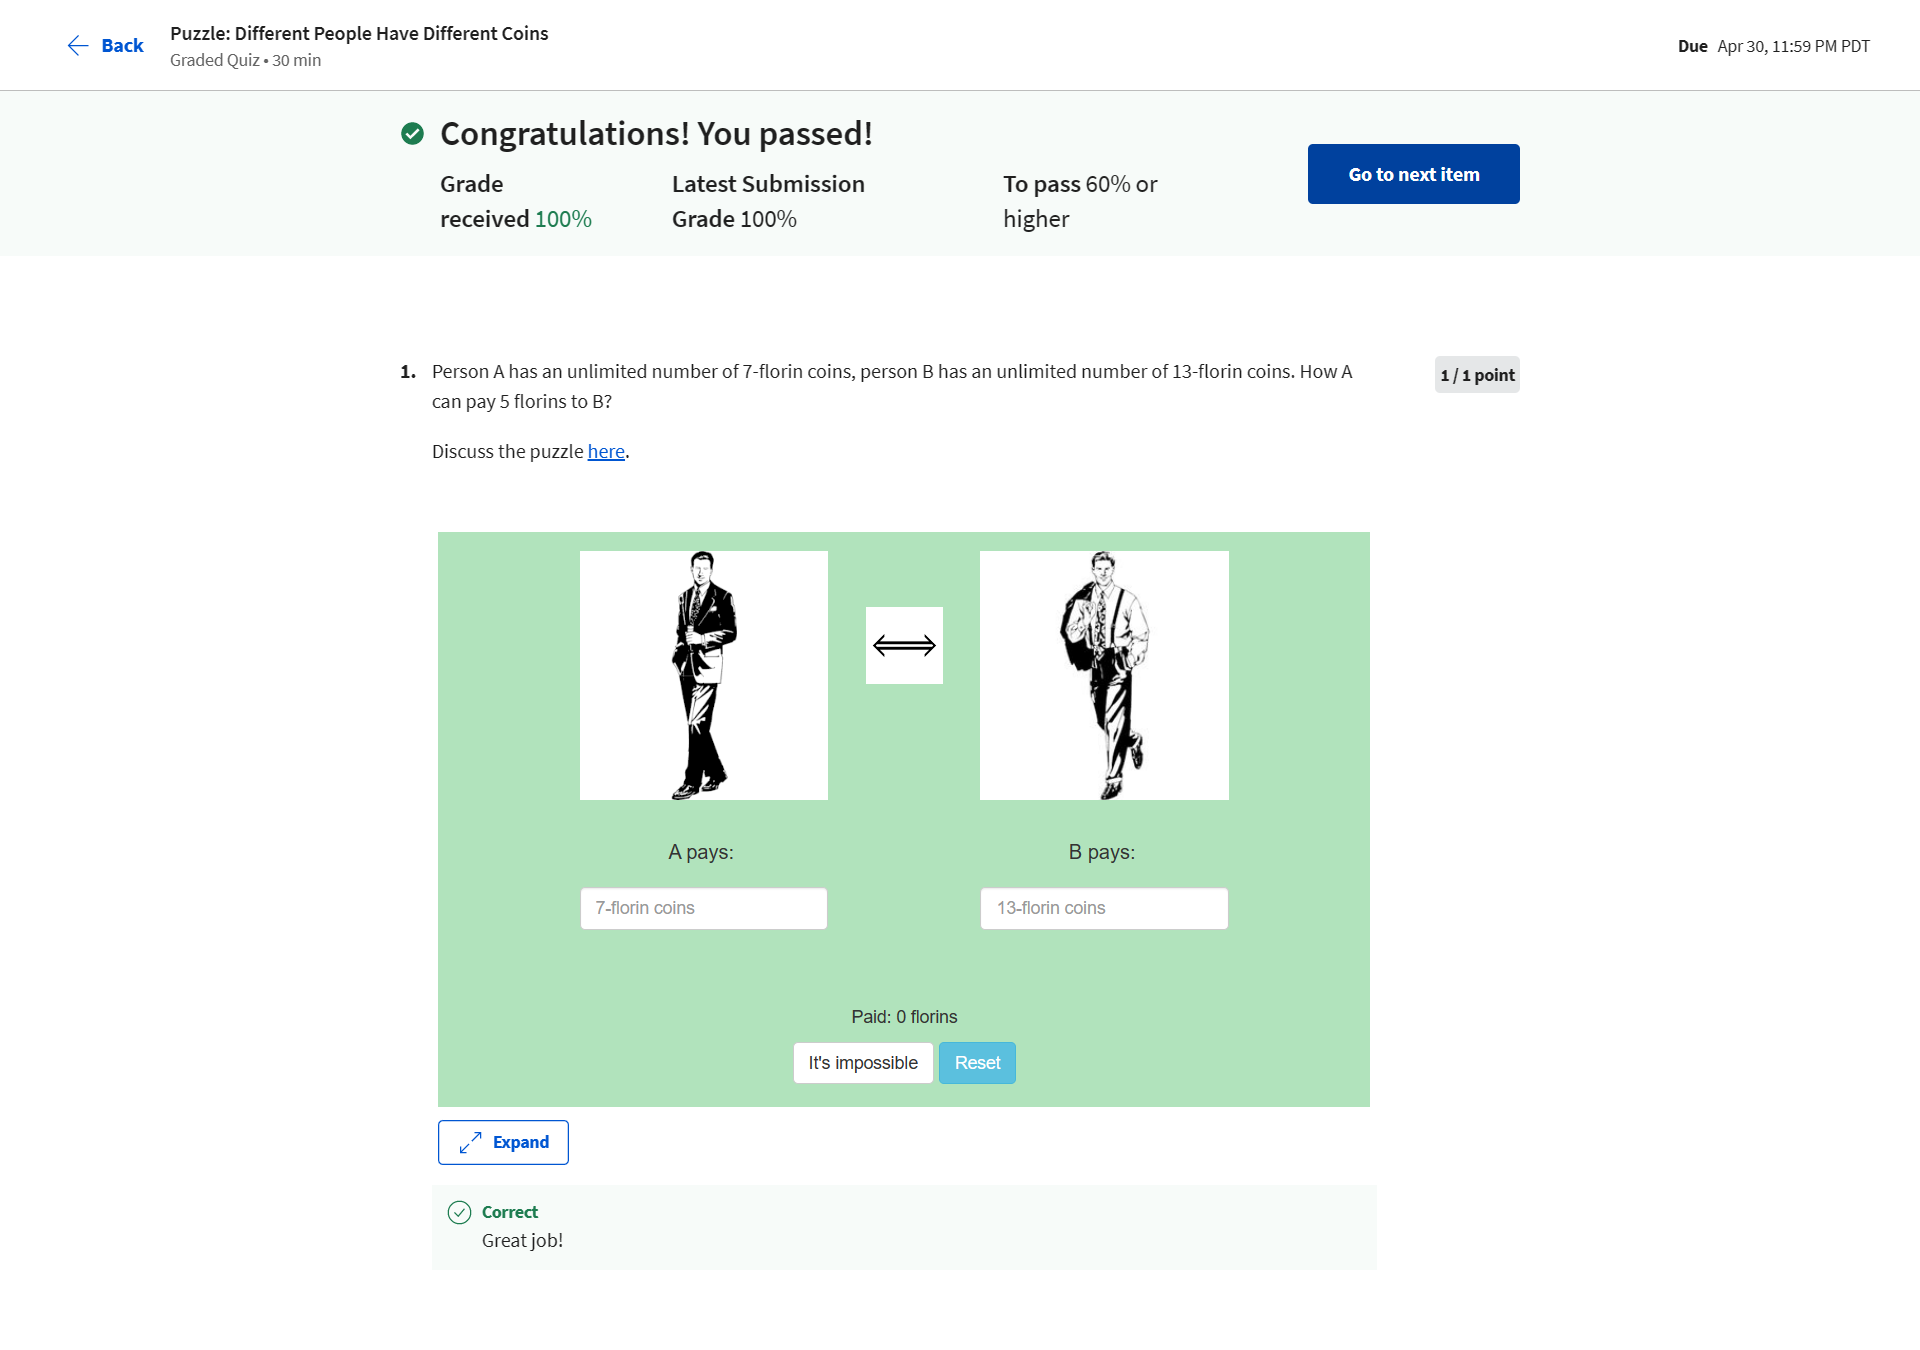 Back
Puzzle: Different People Have Different Coins
Graded Quiz • 30 min
Due Apr 30, 11:59 PM PDT
Congratulations! You passed!
Grade received 100%
Latest Submission Grade 100%
To pass 60% or higher
Go to next item
1. Person A has an unlimited number of 7-florin coins, person B has an unlimited number of 13-florin coins. How A
can pay 5 florins to B?
1 / 1 point
Discuss the puzzle here.
A pays:
B pays:
7-florin coins
13-florin coins
Paid: 0 florins
It's impossible
Reset
Expand
Correct
Great job!